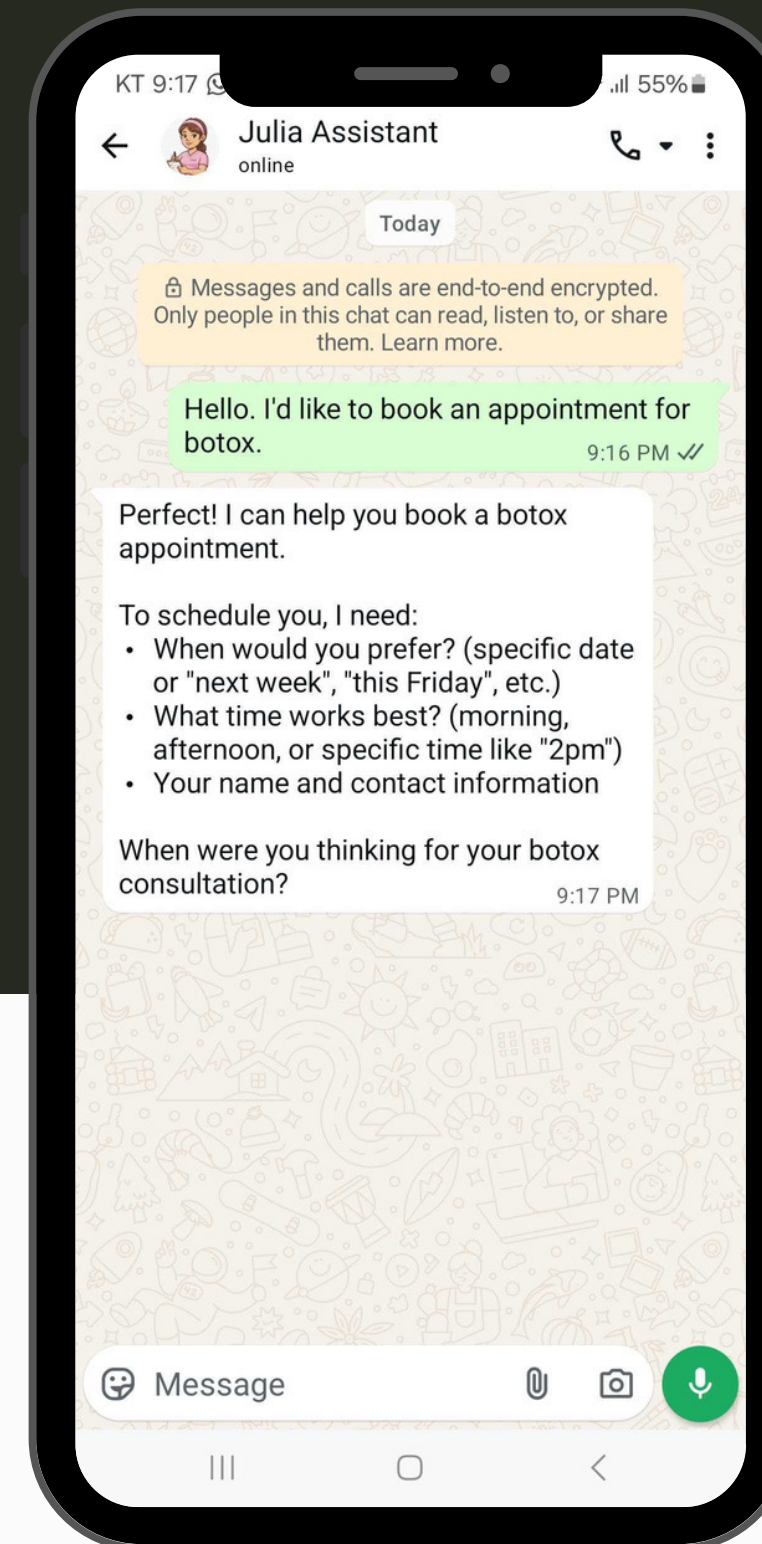 KT 9:17
55%
Julia Assistant
online
Today
Messages and calls are end-to-end encrypted.
Only people in this chat can read, listen to, or share
them. Learn more.
Hello. I'd like to book an appointment for
botox.
9:16 PM
Perfect! I can help you book a botox
appointment.
To schedule you, I need:
• When would you prefer? (specific date
or "next week", "this Friday", etc.)
• What time works best? (morning,
afternoon, or specific time like "2pm")
• Your name and contact information
When were you thinking for your botox
consultation?
9:17 PM
Message